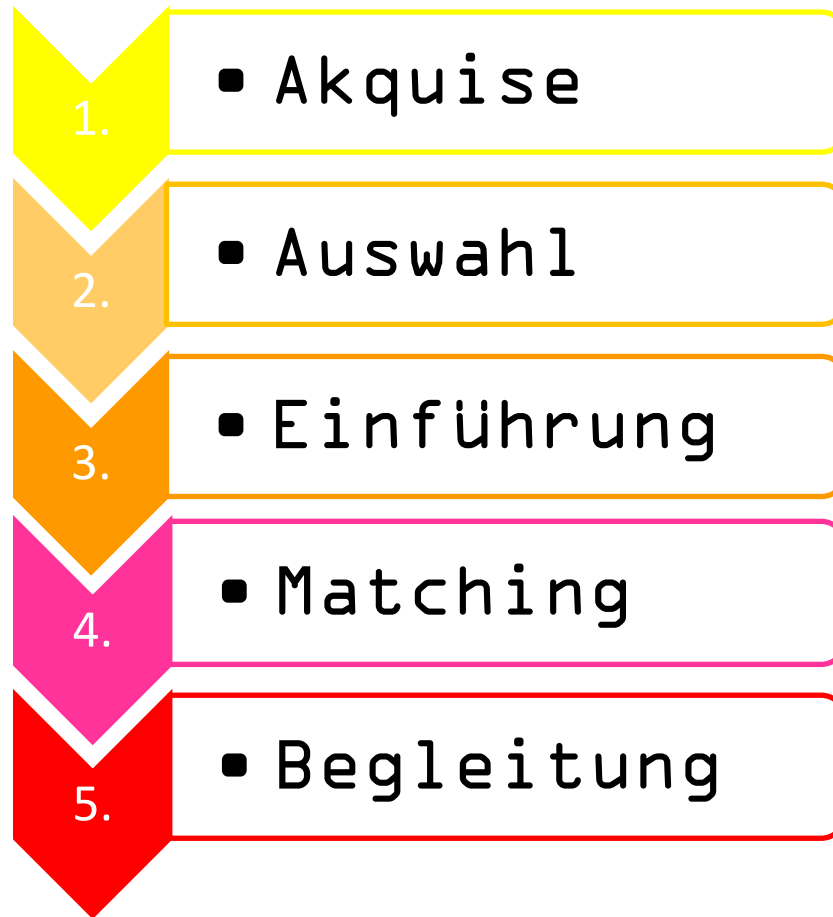 1. ▪ Akquise
2. ▪ Auswahl
3. ▪ Einführung
4. ▪ Matching
5. ▪ Begleitung